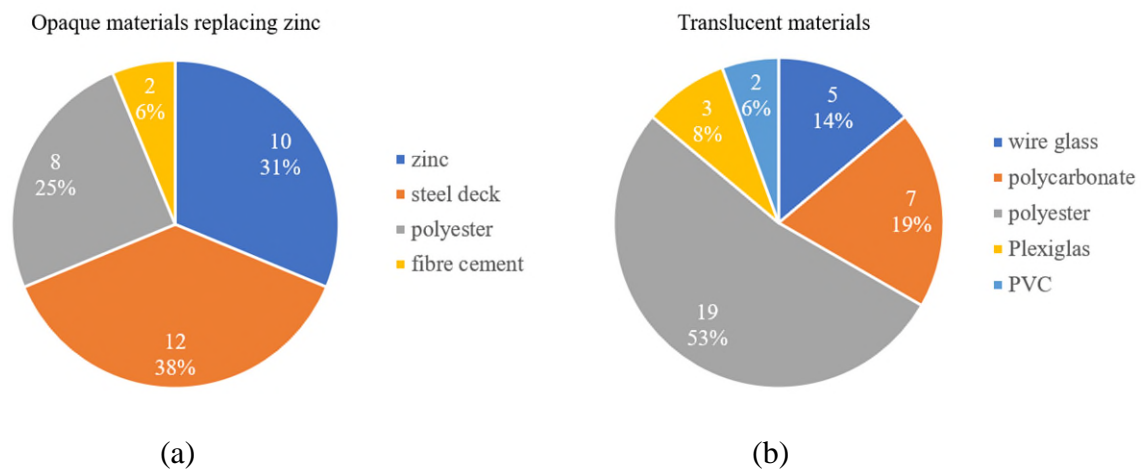 Opaque materials replacing zinc
2
6%
10
31%
8
25%
12
38%
zinc
steel deck
polyester
fibre cement
(a)
Translucent materials
2
6%
5
14%
3
8%
7
19%
19
53%
wire glass
polycarbonate
polyester
Plexiglas
PVC
(b)